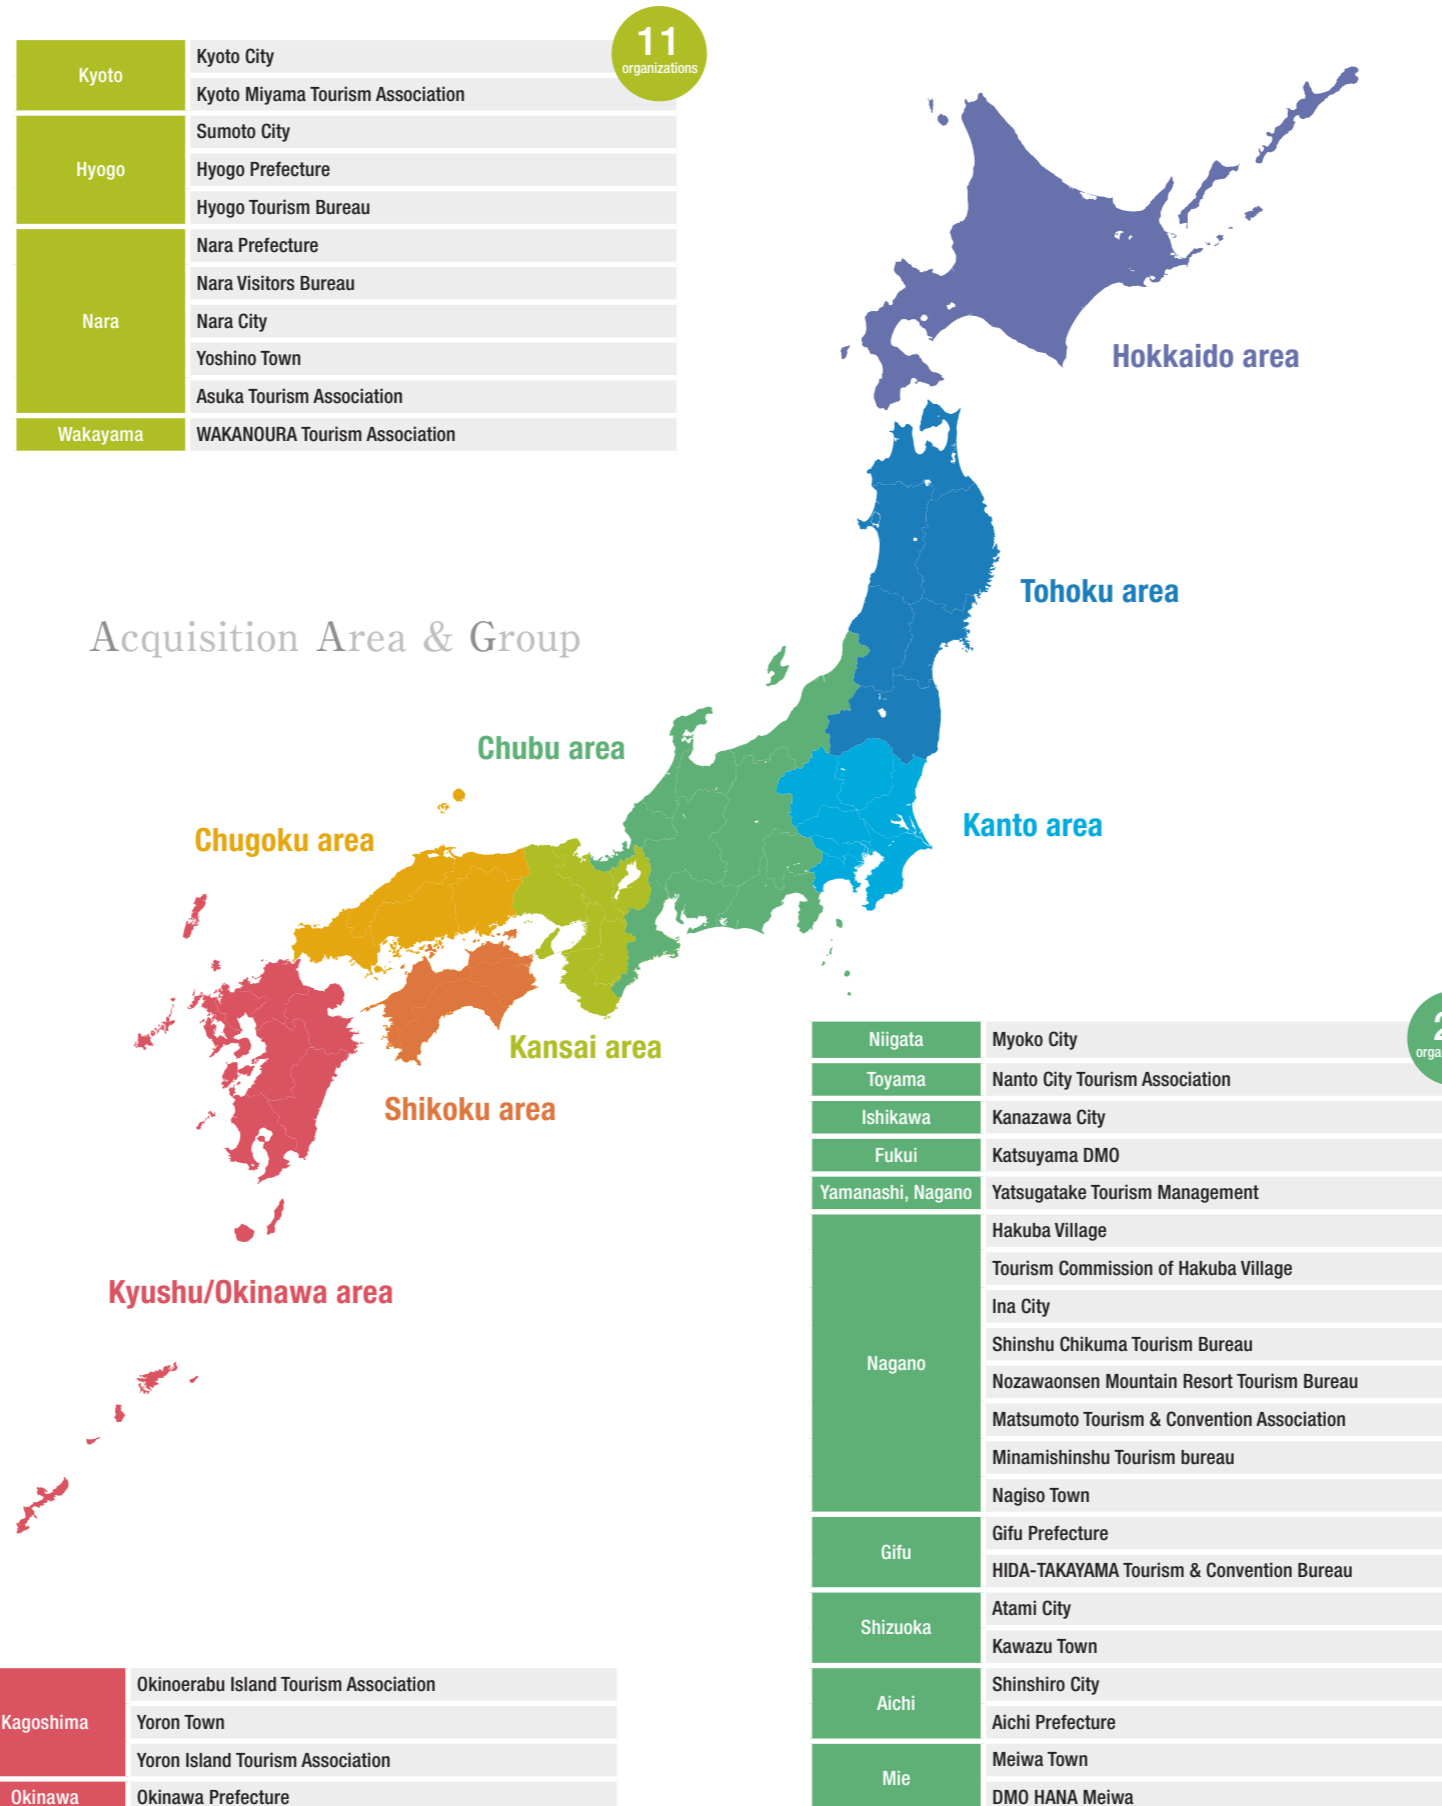 11
organizations
Kyoto
Kyoto City
Kyoto Miyama Tourism Association
Hyogo
Sumoto City
Hyogo Prefecture
Hyogo Tourism Bureau
Nara
Nara Prefecture
Nara Visitors Bureau
Nara City
Yoshino Town
Asuka Tourism Association
Wakayama
WAKANOURA Tourism Association
Hokkaido area
Tohoku area
Acquisition Area & Group
Chubu area
Chugoku area
Kanto area
Kansai area
Shikoku area
Kyushu/Okinawa area
Niigata
Myoko City
Toyama
Nanto City Tourism Association
Ishikawa
Kanazawa City
Fukui
Katsuyama DMO
Yamanashi, Nagano
Yatsugatake Tourism Management
Nagano
Hakuba Village
Tourism Commission of Hakuba Village
Ina City
Shinshu Chikuma Tourism Bureau
Nozawaonsen Mountain Resort Tourism Bureau
Matsumoto Tourism & Convention Association
Minamishinshu Tourism bureau
Nagiso Town
Gifu
Gifu Prefecture
HIDA-TAKAYAMA Tourism & Convention Bureau
Shizuoka
Atami City
Kawazu Town
Aichi
Shinshiro City
Aichi Prefecture
Mie
Meiwa Town
DMO HANA Meiwa
Kagoshima
Okinoerabu Island Tourism Association
Yoron Town
Yoron Island Tourism Association
Okinawa
Okinawa Prefecture